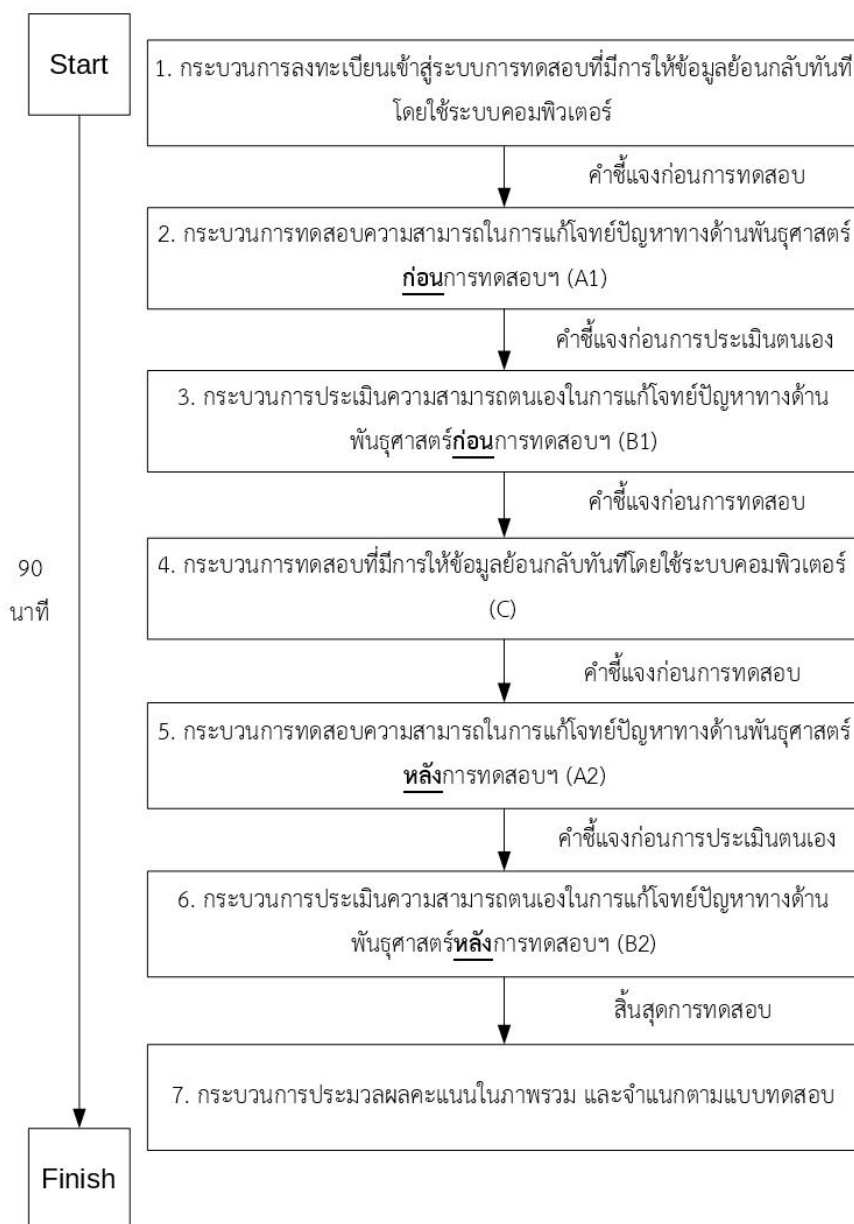 Start
1. กระบวนการลงทะเบียนเข้าสู่ระบบการทดสอบที่มีการให้ข้อมูลย้อนกลับทันที
โดยใช้ระบบคอมพิวเตอร์
คำชี้แจงก่อนการทดสอบ
2. กระบวนการทดสอบความสามารถในการแก้โจทย์ปัญหาทางด้านพันธุศาสตร์
ก่อนการทดสอบฯ (A1)
คำชี้แจงก่อนการประเมินตนเอง
3. กระบวนการประเมินความสามารถตนเองในการแก้โจทย์ปัญหาทางด้าน
พันธุศาสตร์ก่อนการทดสอบฯ (B1)
คำชี้แจงก่อนการทดสอบ
90
นาที
4. กระบวนการทดสอบที่มีการให้ข้อมูลย้อนกลับทันทีโดยใช้ระบบคอมพิวเตอร์
(C)
คำชี้แจงก่อนการทดสอบ
5. กระบวนการทดสอบความสามารถในการแก้โจทย์ปัญหาทางด้านพันธุศาสตร์
หลังการทดสอบฯ (A2)
คำชี้แจงก่อนการประเมินตนเอง
6. กระบวนการประเมินความสามารถตนเองในการแก้โจทย์ปัญหาทางด้าน
พันธุศาสตร์หลังการทดสอบฯ (B2)
สิ้นสุดการทดสอบ
7. กระบวนการประมวลผลคะแนนในภาพรวม และจำแนกตามแบบทดสอบ
Finish